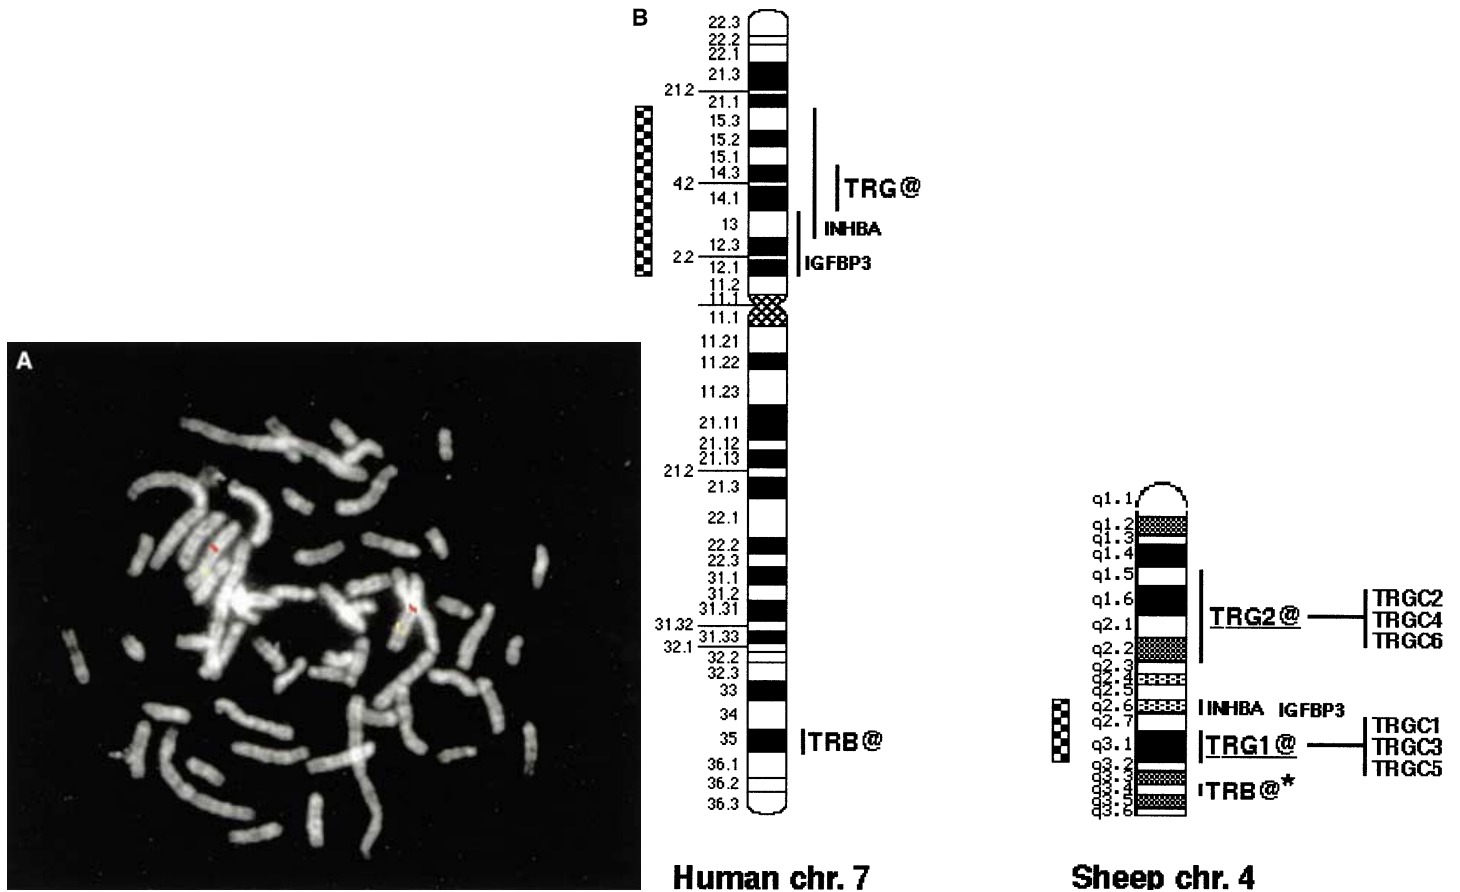 A
B
22.3
22.2
22.1
21.3
21.2
21.1
15.3
15.2
15.1
14.3
4.2
14.1
13
12.3
2.2
12.1
11.2
11.1
11.1
11.21
11.22
11.23
21.11
21.12
21.13
21.2
21.3
22.1
22.2
22.3
31.1
31.2
31.31
31.32
31.33
32.1
32.2
32.3
33
34
35
36.1
36.2
36.3
TRG@
INHBA
IGFBP3
TRB@
Human chr. 7
q1.1
q1.2
q1.3
q1.4
q1.5
q1.6
q2.1
q2.2
q2.3
q2.4
q2.5
q2.6
q2.7
q3.1
q3.2
q3.3
q3.4
q3.5
q3.6
TRG2@
TRGC2
TRGC4
TRGC6
INHBA IGFBP3
TRG1@
TRGC1
TRGC3
TRGC5
TRB@*
Sheep chr. 4